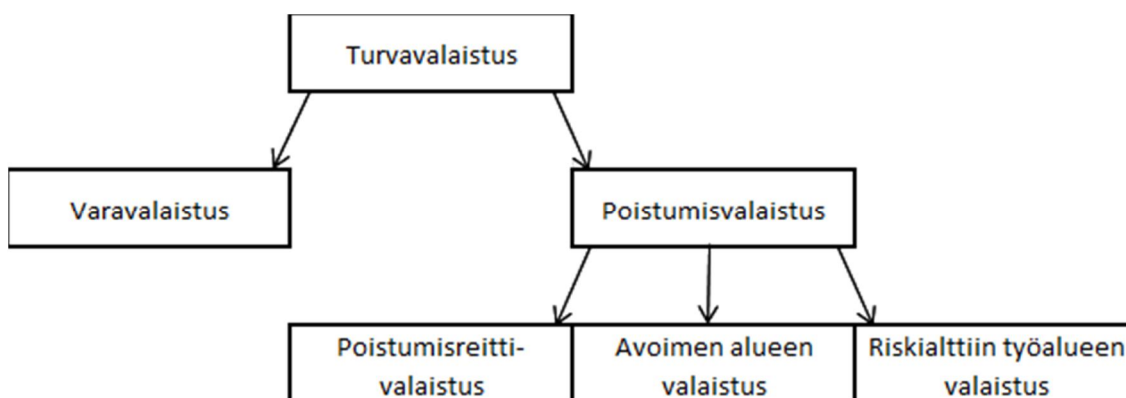 Turvavalaistus
Varavalaistus
Poistumisvalaistus
Poistumisreitti-
valaistus
Avoimen alueen
valaistus
Riskialttiin työalueen
valaistus